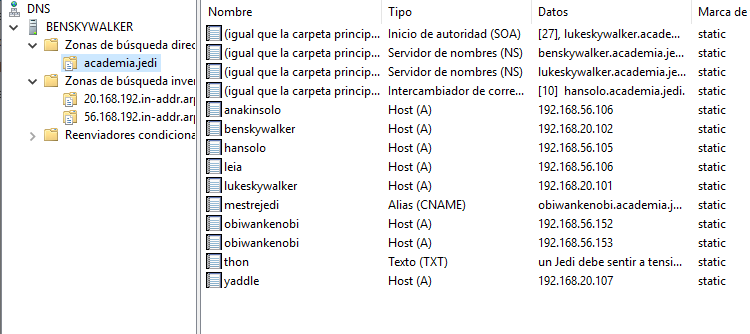 DNS
BENSKYWALKER
Zonas de búsqueda direc
academia.jedi
Zonas de búsqueda inver
20.168.192.in-addr.arp
56.168.192.in-addr.arp
Reenviadores condiciona
Nombre Tipo Datos Marca de
(igual que la carpeta princip... Inicio de autoridad (SOA) [27], lukeskywalker.acade... static
(igual que la carpeta princip... Servidor de nombres (NS) benskywalker.academia.j... static
(igual que la carpeta princip... Servidor de nombres (NS) lukeskywalker.academia.j... static
(igual que la carpeta princip... Intercambiador de corre... [10] hansolo.academia.jedi. static
anakinsolo Host (A) 192.168.56.106 static
benskywalker Host (A) 192.168.20.102 static
hansolo Host (A) 192.168.56.105 static
leia Host (A) 192.168.56.106 static
lukeskywalker Host (A) 192.168.20.101 static
mestrejedi Alias (CNAME) obiwankenobi.academia.j... static
obiwankenobi Host (A) 192.168.56.152 static
obiwankenobi Host (A) 192.168.56.153 static
thon Texto (TXT) un Jedi debe sentir a tensi... static
yaddle Host (A) 192.168.20.107 static